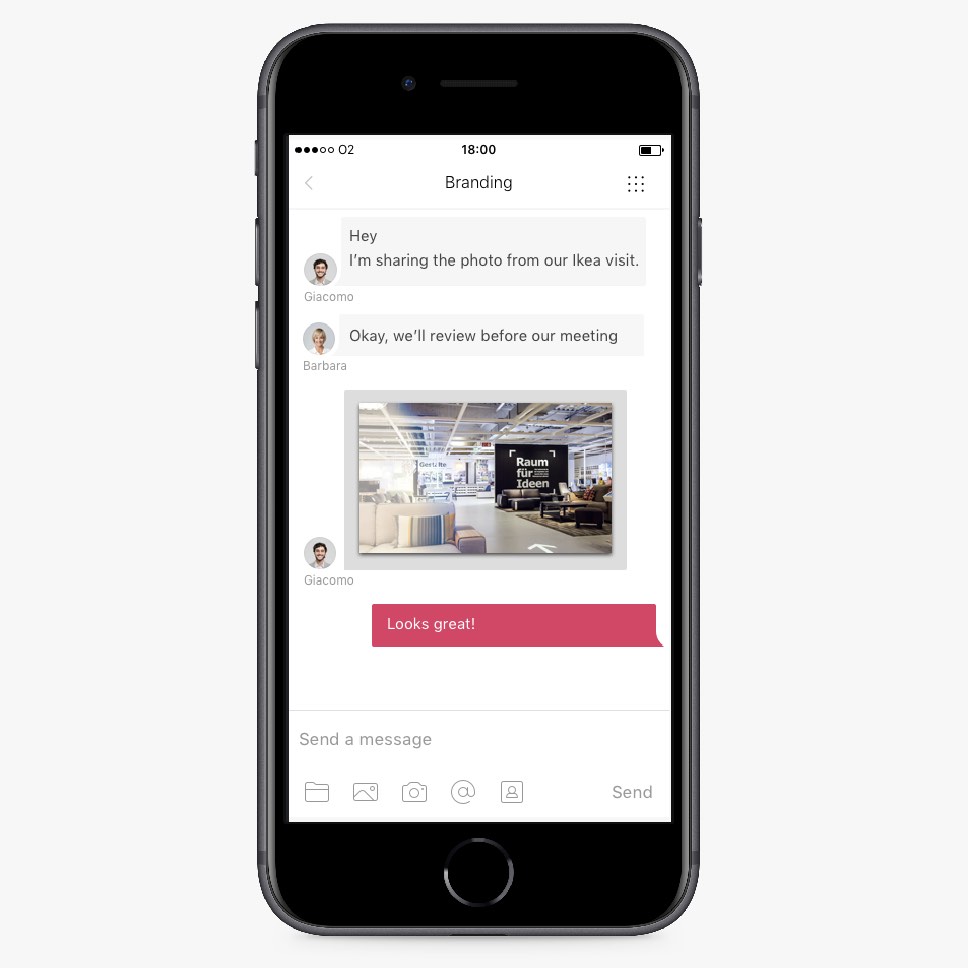 O2 18:00
Branding
Hey
I'm sharing the photo from our Ikea visit.
Giacomo
Okay, we'll review before our meeting
Barbara
Gestalte
Raum
für
Ideen
Giacomo
Looks great!
Send a message
Send